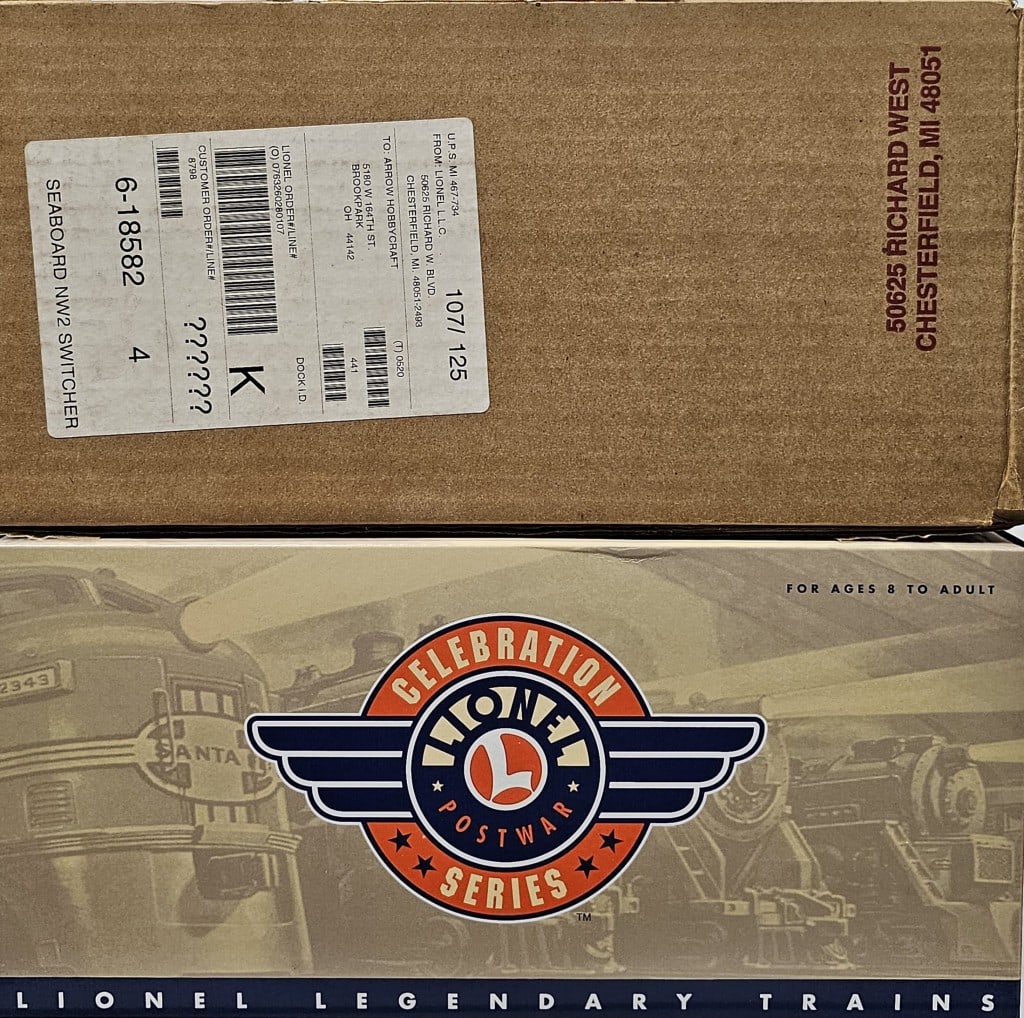 50625 RICHARD WEST
CHESTERFIELD, MI 48051
U.P.S. MI 467-734
FROM: LIONEL L.L.C.
50625 RICHARD W. BLVD.
CHESTERFIELD, MI. 48051-2493
107/ 125
TO: ARROW HOBBYCRAFT
5180 W 164TH ST.
BROOKPARK
OH 44142
(T) 0520
441
LIONEL ORDER#/LINE#
(O) 0763260280107
DOCK I.D.
K
CUSTOMER ORDER#/LINE#
8798
??????
6-18582 4
SEABOARD NW2 SWITCHER
FOR AGES 8 TO ADULT
2343
SANTA
CELEBRATION
LIONEL
L
POSTWAR
SERIES
TM
LIONEL LEGENDARY TRAINS